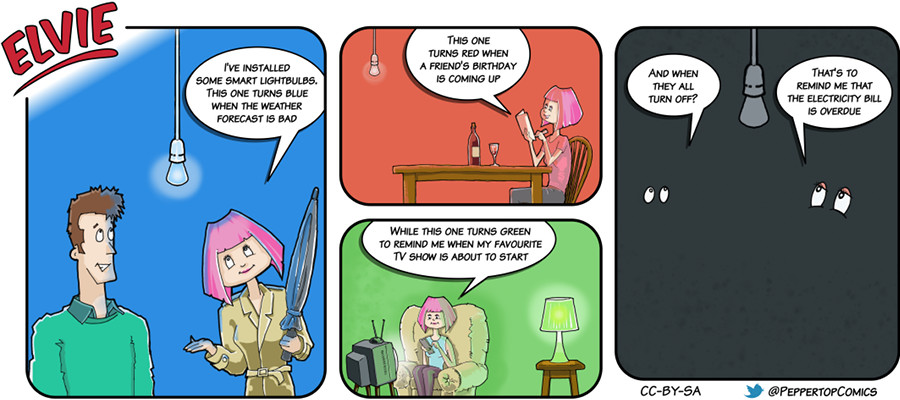 ELVIE
I'VE INSTALLED
SOME SMART LIGHTBULBS.
THIS ONE TURNS BLUE
WHEN THE WEATHER
FORECAST IS BAD
THIS ONE
TURNS RED WHEN
A FRIEND'S BIRTHDAY
IS COMING UP
WHILE THIS ONE TURNS GREEN
TO REMIND ME WHEN MY FAVOURITE
TV SHOW IS ABOUT TO START
AND WHEN
THEY ALL
TURN OFF?
THAT'S TO
REMIND ME THAT
THE ELECTRICITY BILL
IS OVERDUE
CC-BY-SA
@PEPPERTOPCOMICS